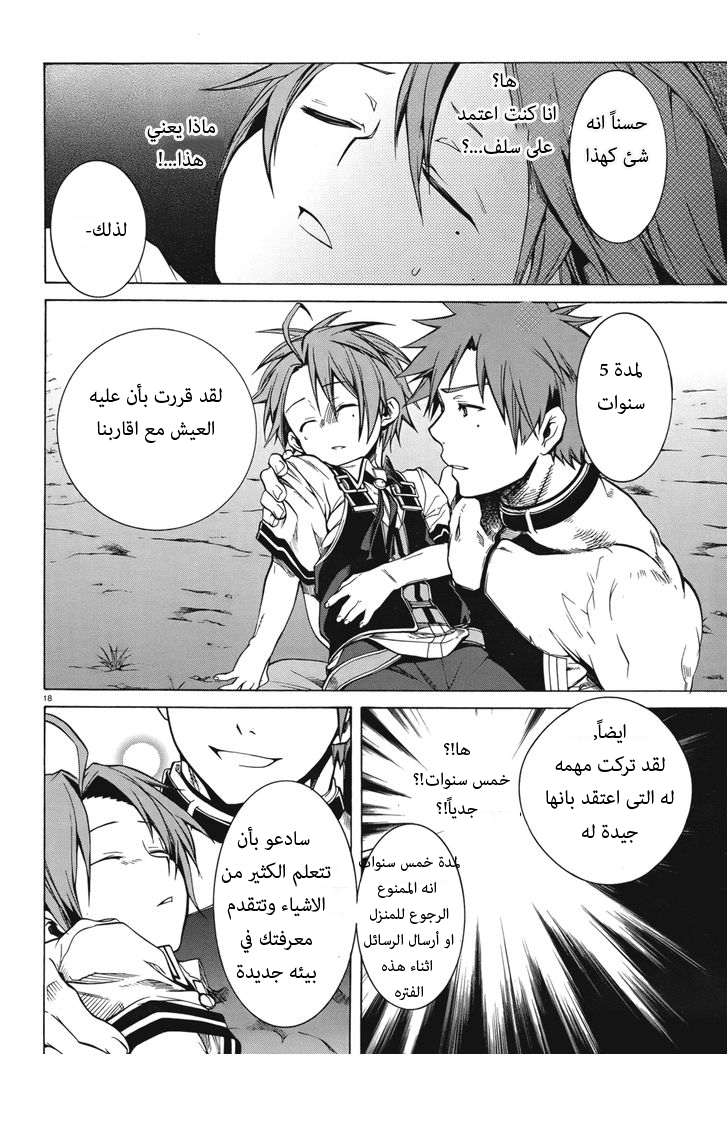 حسناً انه
شئ كهذا
ها؟
انا كنت اعتمد
على سلف...؟
ماذا يعني
هذا...!
لذلك-
لمدة 5
سنوات
لقد قررت بأن عليه
العيش مع اقاربنا
18
ايضاً,
لقد تركت مهمه
له التى اعتقد بانها
جيدة له
ها!؟
خمس سنوات!؟
جدياً!؟
لمدة خمس سنوات
انه الممنوع
الرجوع للمنزل
او أرسال الرسائل
اثناء هذه
الفتره
سادعو بأن
تتعلم الكثير من
الاشياء وتتقدم
معرفتك في
بيئه جديدة